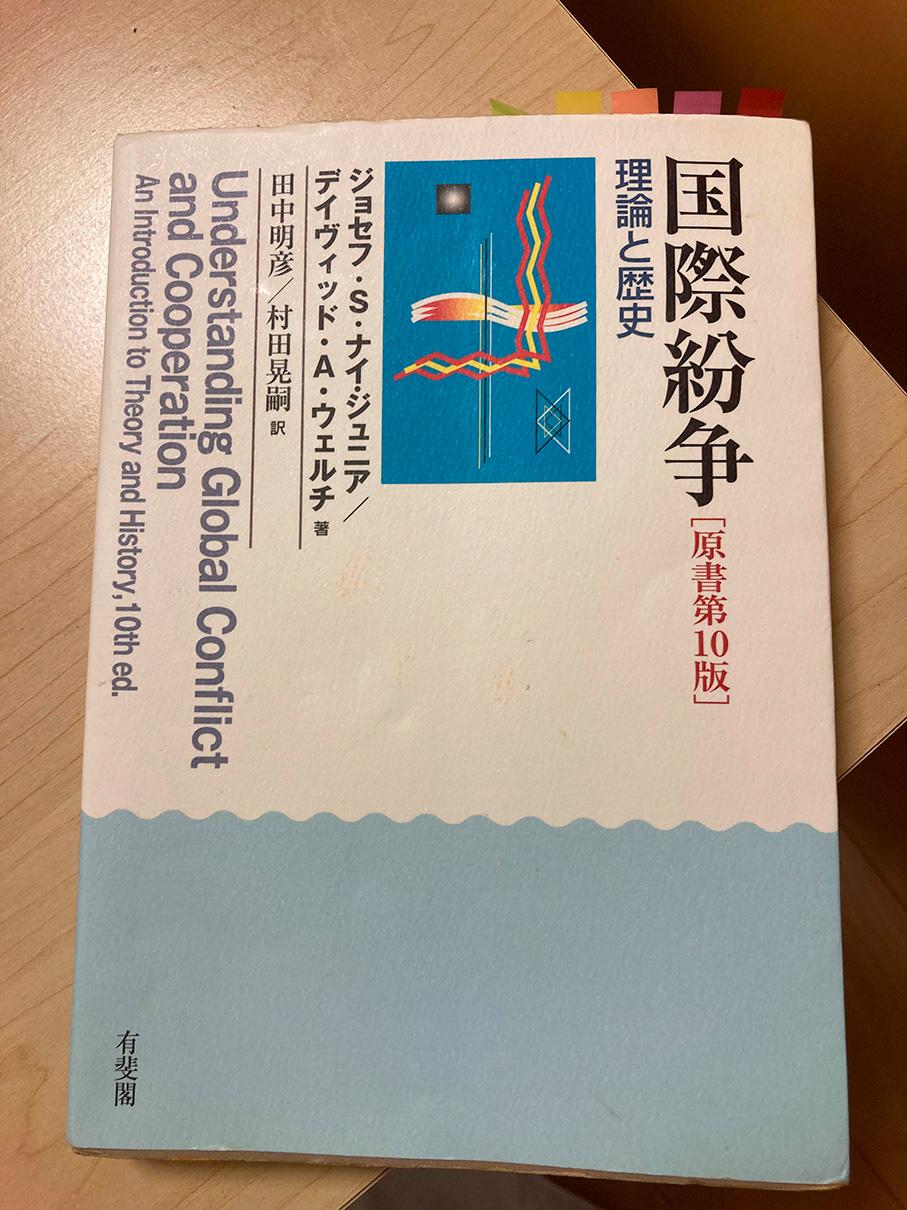 国際紛争[原書第10版]
理論と歴史
ジョセフ・S・ナイ・ジュニア／
デイヴィッド・A・ウェルチ 著
田中明彦／村田晃嗣 訳
Understanding Global Conflict
and Cooperation
An Introduction to Theory and History, 10th ed.
有斐閣